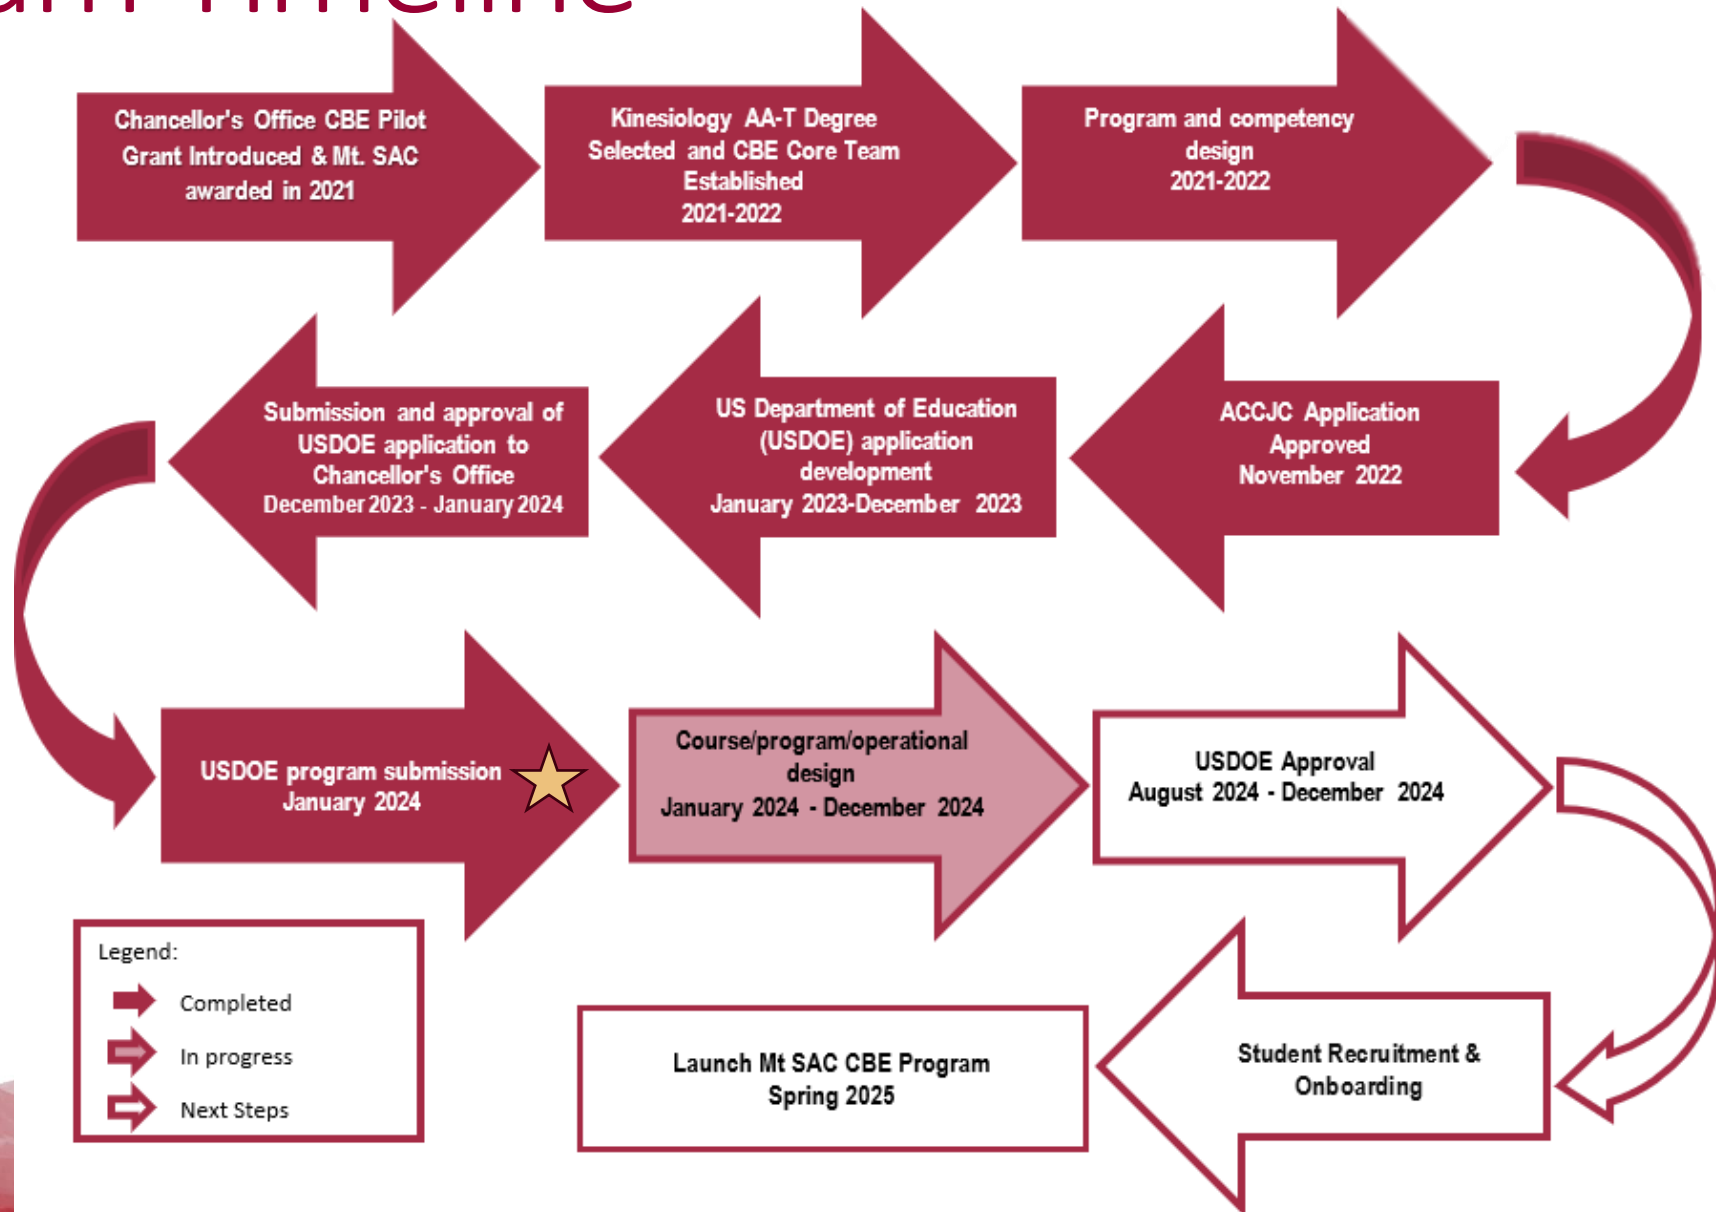 Timeline
Chancellor's Office CBE Pilot
Grant Introduced & Mt. SAC
awarded in 2021
Kinesiology AA-T Degree
Selected and CBE Core Team
Established
2021-2022
Program and competency
design
2021-2022
ACCJC Application
Approved
November 2022
US Department of Education
(USDOE) application
development
January 2023-December 2023
Submission and approval of
USDOE application to
Chancellor's Office
December 2023 - January 2024
USDOE program submission
January 2024
Course/program/operational
design
January 2024 - December 2024
USDOE Approval
August 2024 - December 2024
Student Recruitment &
Onboarding
Launch Mt SAC CBE Program
Spring 2025
Legend:
Completed
In progress
Next Steps